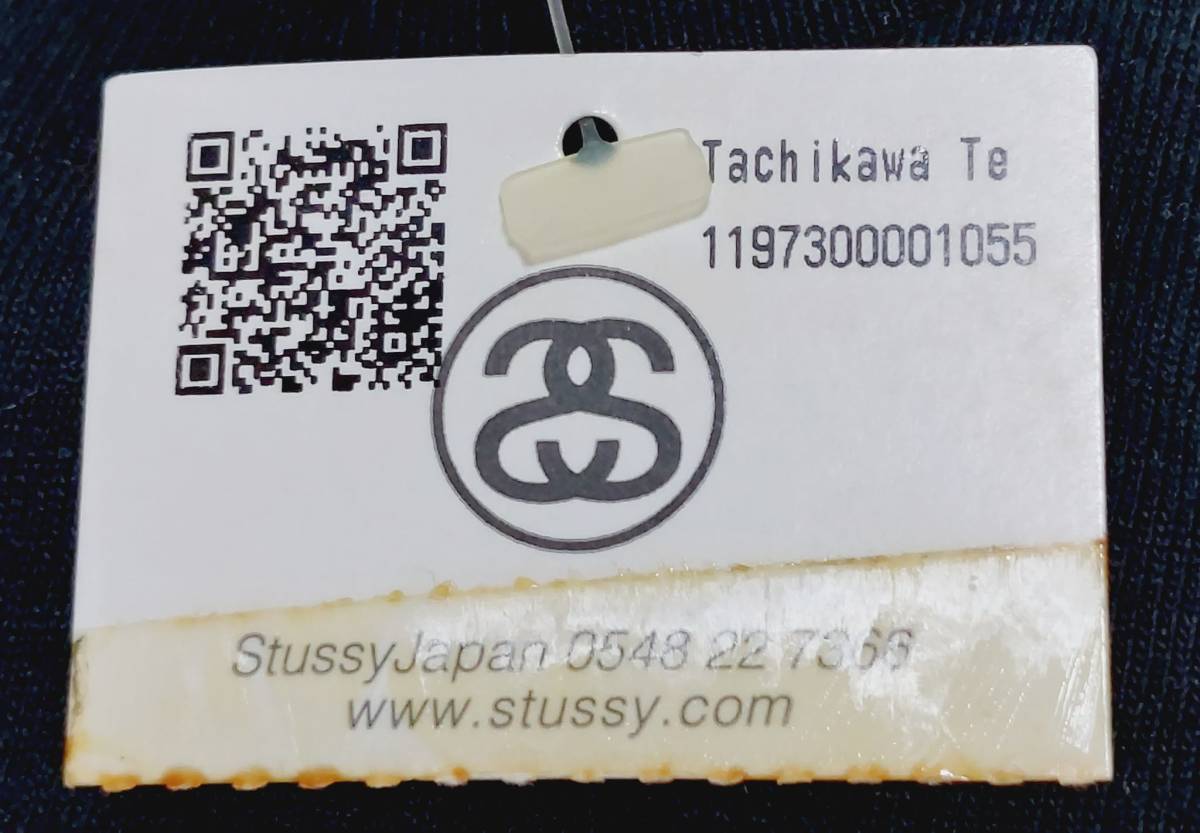 Tachikawa Te
1197300001055
StussyJapan 0548 22 7366
www.stussy.com